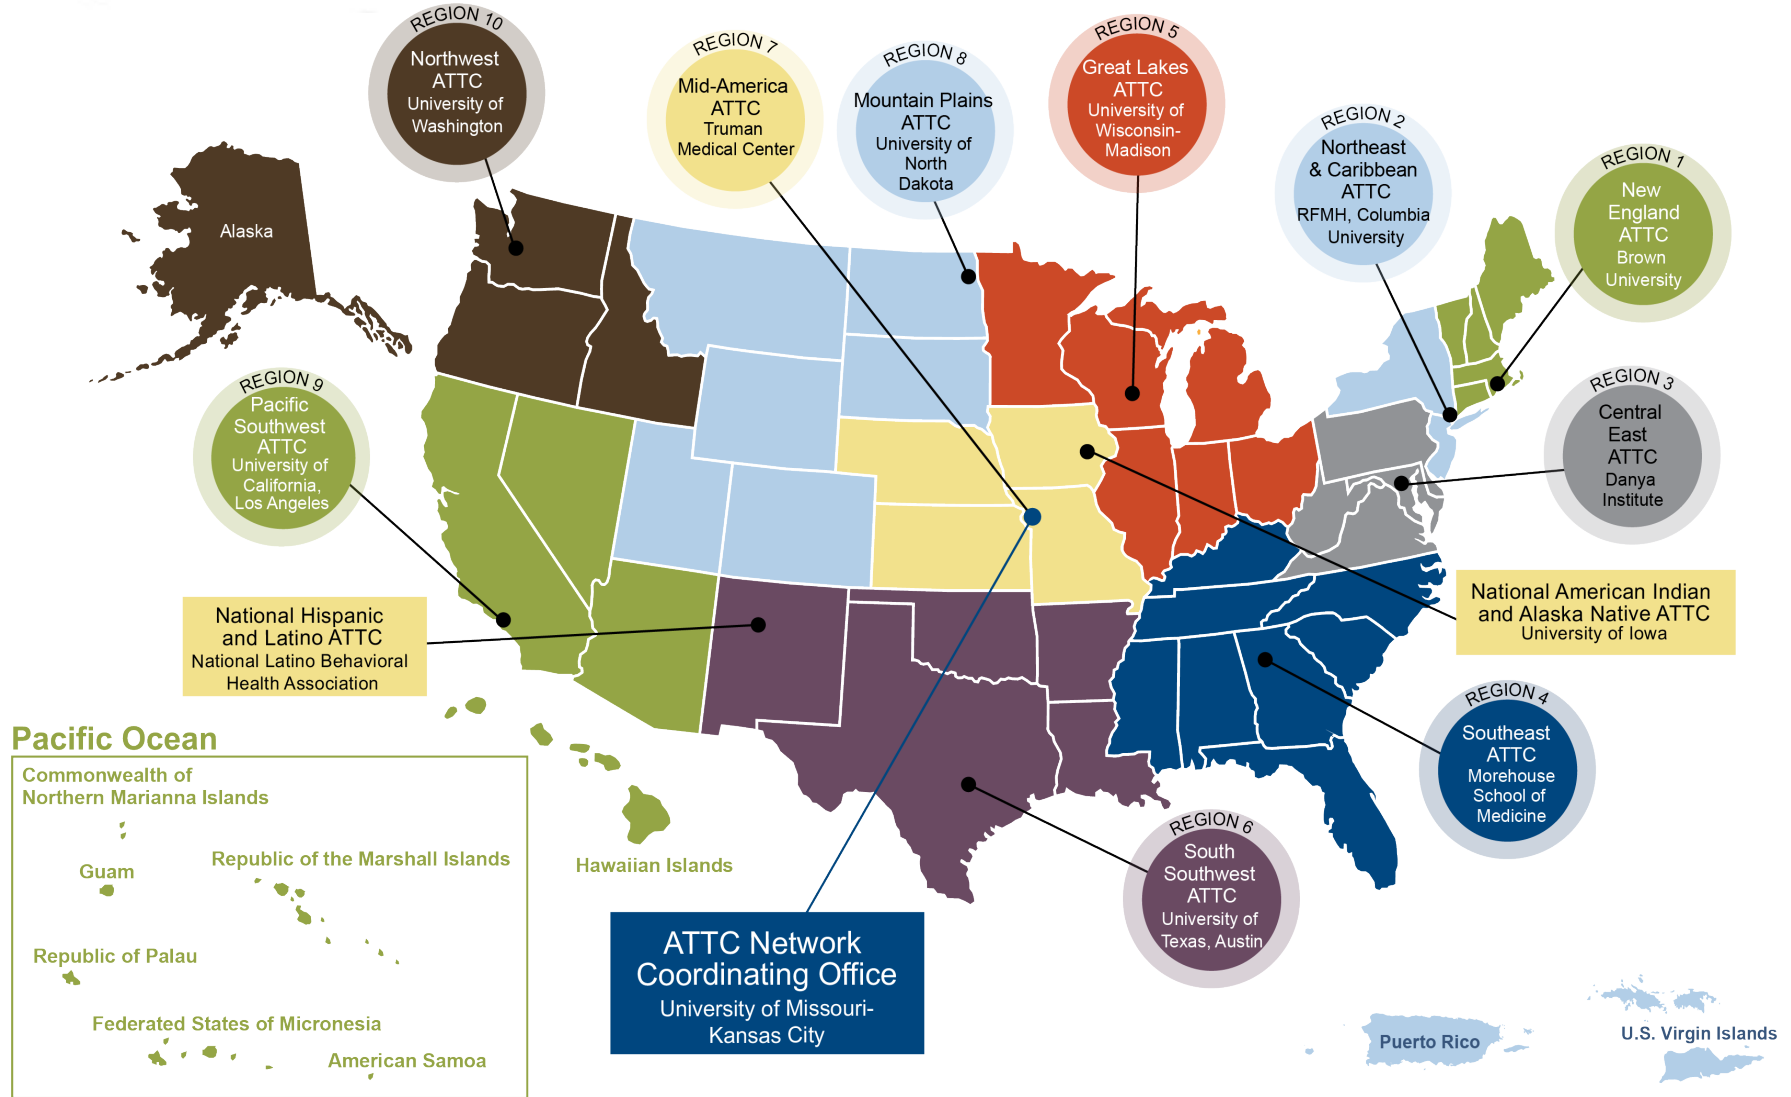 REGION 10
Northwest
ATTC
University of
Washington
REGION 7
Mid-America
ATTC
Truman
Medical Center
REGION 8
Mountain Plains
ATTC
University of
North
Dakota
REGION 5
Great Lakes
ATTC
University of
Wisconsin-
Madison
REGION 2
Northeast
& Caribbean
ATTC
RFMH, Columbia
University
REGION 1
New
England
ATTC
Brown
University
Alaska
REGION 9
Pacific
Southwest
ATTC
University of
California,
Los Angeles
REGION 3
Central
East
ATTC
Danya
Institute
National Hispanic
and Latino ATTC
National Latino Behavioral
Health Association
National American Indian
and Alaska Native ATTC
University of Iowa
REGION 4
Southeast
ATTC
Morehouse
School of
Medicine
REGION 6
South
Southwest
ATTC
University of
Texas, Austin
Pacific Ocean
Commonwealth of
Northern Marianna Islands
Guam
Republic of the Marshall Islands
Republic of Palau
Federated States of Micronesia
American Samoa
Hawaiian Islands
ATTC Network
Coordinating Office
University of Missouri-
Kansas City
Puerto Rico
U.S. Virgin Islands